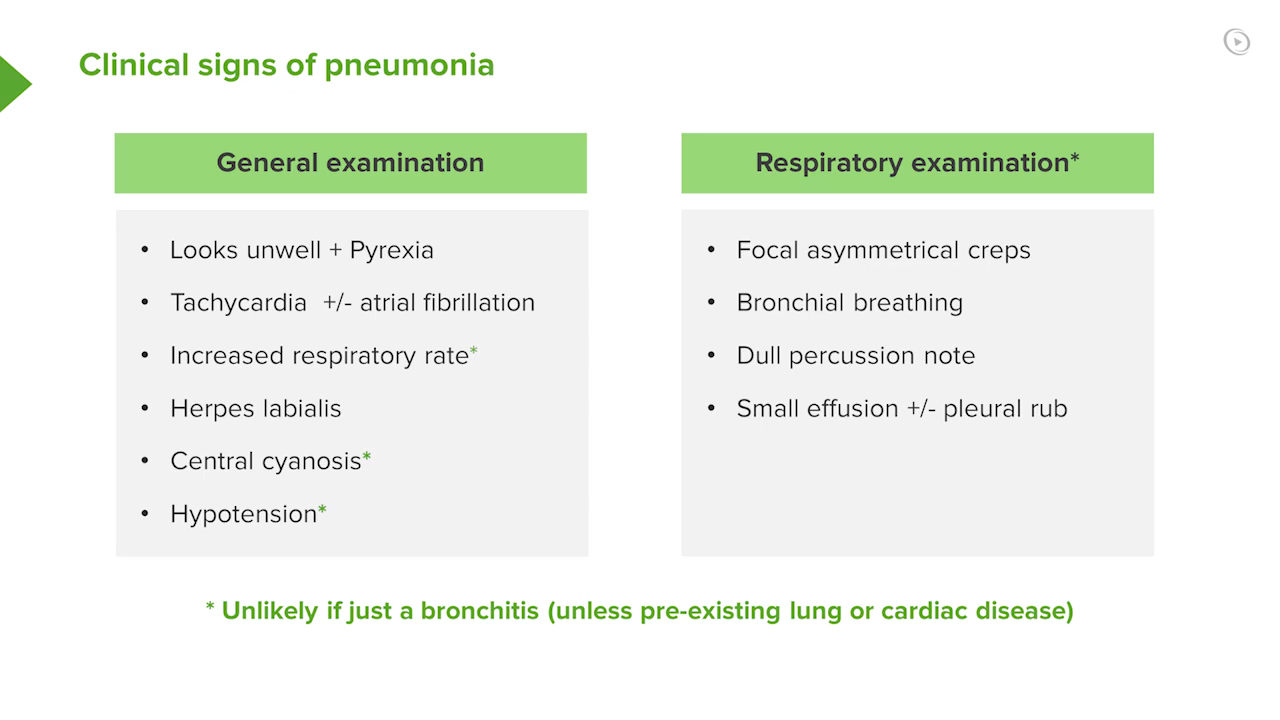 Clinical signs of pneumonia
General examination
• Looks unwell + Pyrexia
• Tachycardia +/- atrial fibrillation
• Increased respiratory rate*
• Herpes labialis
• Central cyanosis*
• Hypotension*
Respiratory examination*
• Focal asymmetrical creps
• Bronchial breathing
• Dull percussion note
• Small effusion +/- pleural rub
* Unlikely if just a bronchitis (unless pre-existing lung or cardiac disease)